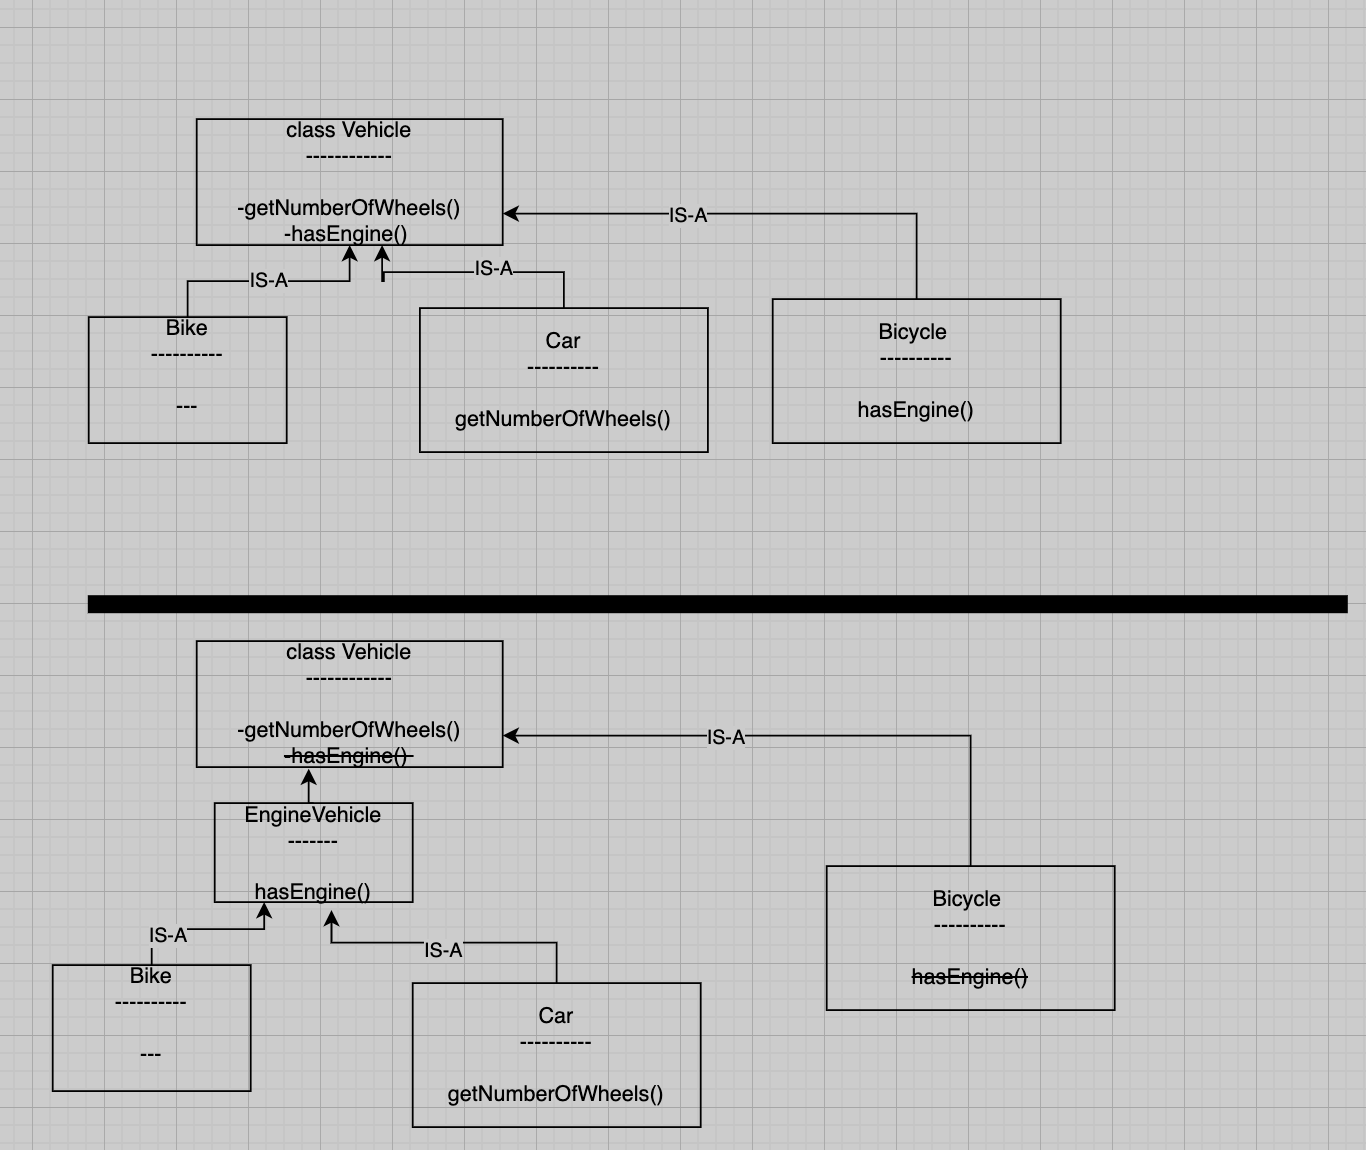 class Vehicle
------------
-getNumberOfWheels()
-hasEngine()
IS-A
IS-A
IS-A
Bike
----------
---
Car
----------
getNumberOfWheels()
Bicycle
----------
hasEngine()
class Vehicle
------------
-getNumberOfWheels()
-hasEngine()
IS-A
EngineVehicle
-------
hasEngine()
IS-A
IS-A
Bike
----------
---
Car
----------
getNumberOfWheels()
Bicycle
----------
hasEngine()